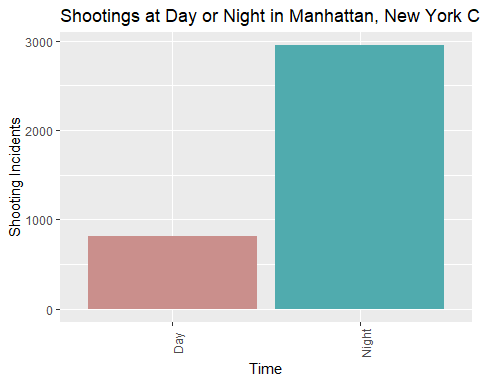 Shootings at Day or Night in Manhattan, New York C
3000
2000
1000
0
Shooting Incidents
Day
Night
Time